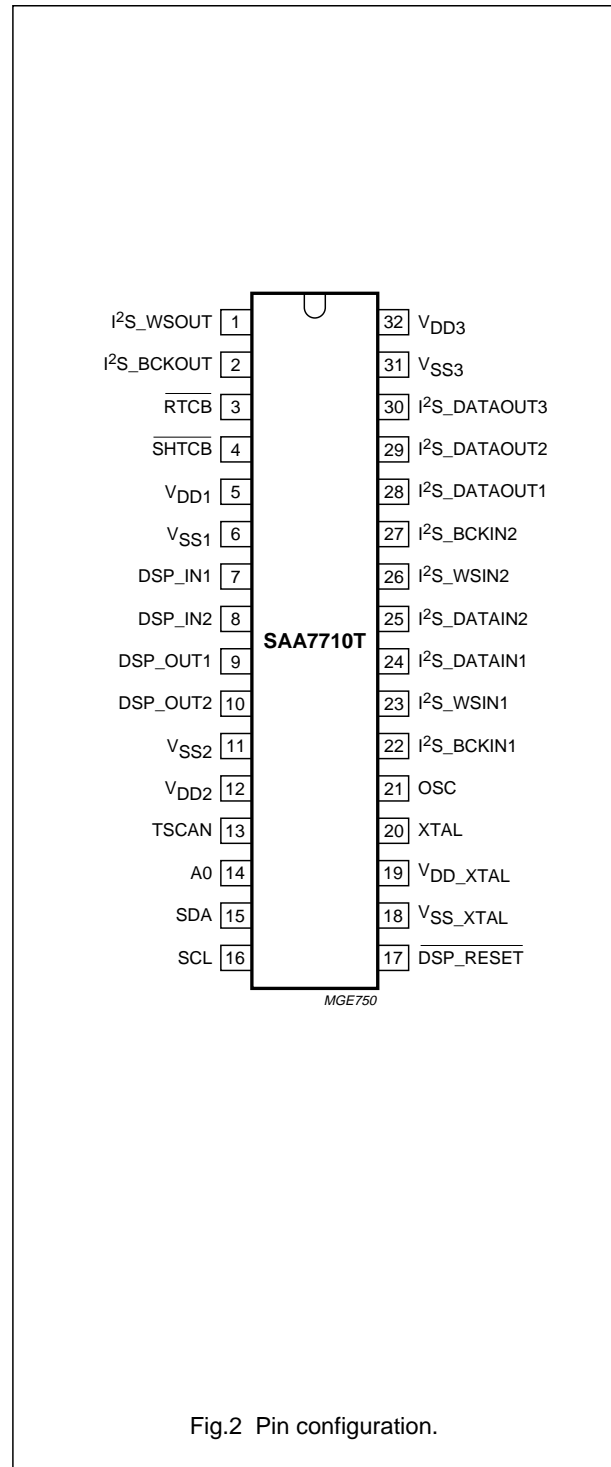 I²S_WSOUT 1
I²S_BCKOUT 2
R̅T̅C̅B̅ 3
S̅H̅T̅C̅B̅ 4
VDD1 5
VSS1 6
DSP_IN1 7
DSP_IN2 8
DSP_OUT1 9
DSP_OUT2 10
VSS2 11
VDD2 12
TSCAN 13
A0 14
SDA 15
SCL 16
SAA7710T
32 VDD3
31 VSS3
30 I²S_DATAOUT3
29 I²S_DATAOUT2
28 I²S_DATAOUT1
27 I²S_BCKIN2
26 I²S_WSIN2
25 I²S_DATAIN2
24 I²S_DATAIN1
23 I²S_WSIN1
22 I²S_BCKIN1
21 OSC
20 XTAL
19 VDD_XTAL
18 VSS_XTAL
17 D̅S̅P̅_̅R̅E̅S̅E̅T̅
MGE750
Fig.2 Pin configuration.